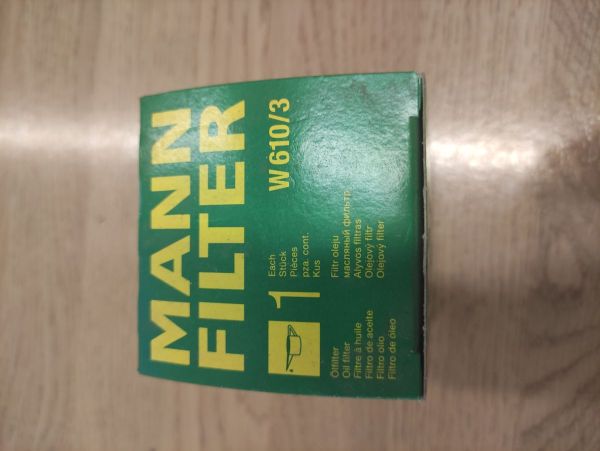 MANN
FILTER
W 610/3
1
Each
Stück
Pièces
pza. cont.
Kus
Ölfilter
Oil filter
Filtre à huile
Filtro de aceite
Filtro olio
Filtro de óleo
Filtr oleju
масляный фильтр
Alyvos filtras
Olejový filtr
Olejový filter